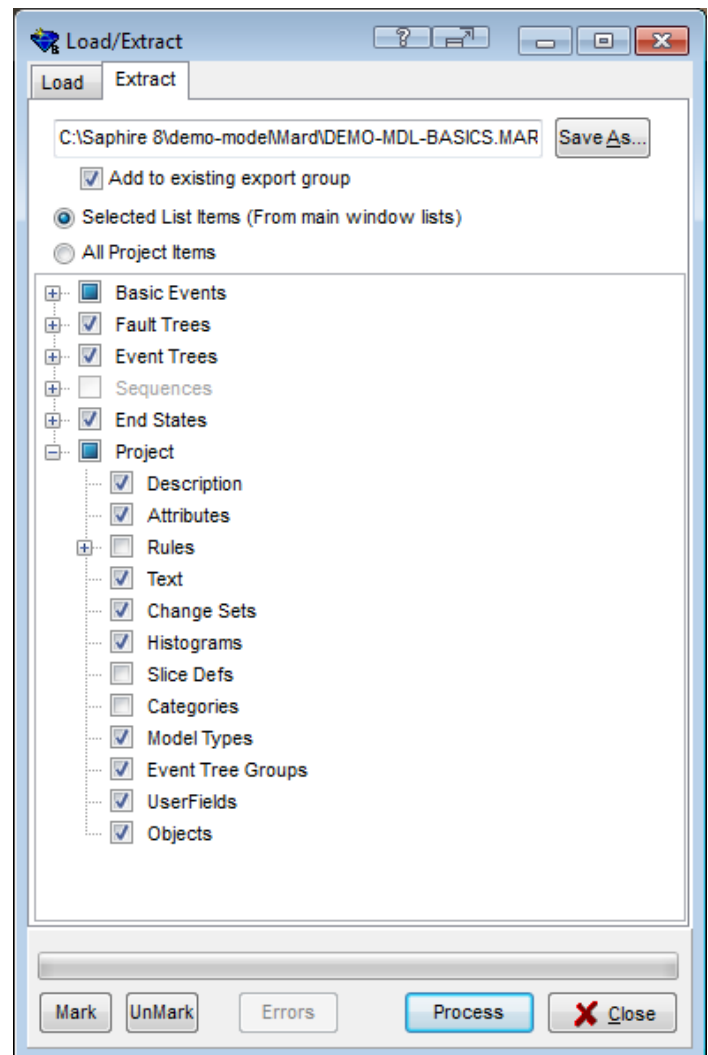 Load/Extract
Load Extract
C:\Saphire 8\demo-model\Mard\DEMO-MDL-BASICS.MAR Save As...
Add to existing export group
Selected List Items (From main window lists)
All Project Items
Basic Events
Fault Trees
Event Trees
Sequences
End States
Project
Description
Attributes
Rules
Text
Change Sets
Histograms
Slice Defs
Categories
Model Types
Event Tree Groups
UserFields
Objects
Mark UnMark Errors Process Close